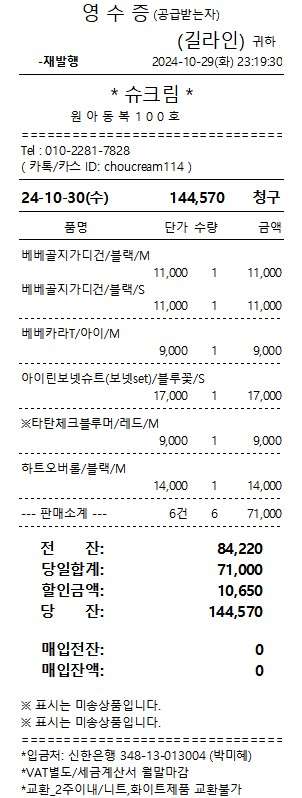 영 수 증 (공급받는자)
(길라인) 귀하
-재발행 2024-10-29(화) 23:19:30
* 슈크림 *
원 아 동 복 1 0 0 호
Tel : 010-2281-7828
( 카톡/카스 ID: choucream114 )
24-10-30(수) 144,570 청구
품명 단가 수량 금액
베베골지가디건/블랙/M
11,000 1 11,000
베베골지가디건/블랙/S
11,000 1 11,000
베베카라T/아이/M
9,000 1 9,000
아이린보넷슈트(보넷set)/블루꽃/S
17,000 1 17,000
※타탄체크블루머/레드/M
9,000 1 9,000
하트오버롤/블랙/M
14,000 1 14,000
--- 판매소계 --- 6건 6 71,000
전 잔: 84,220
당일합계: 71,000
할인금액: 10,650
당 잔: 144,570
매입전잔: 0
매입잔액: 0
※ 표시는 미송상품입니다.
※ 표시는 미송상품입니다.
*입금처: 신한은행 348-13-013004 (박미혜)
*VAT별도/세금계산서 월말마감
*교환_2주이내/니트,화이트제품 교환불가